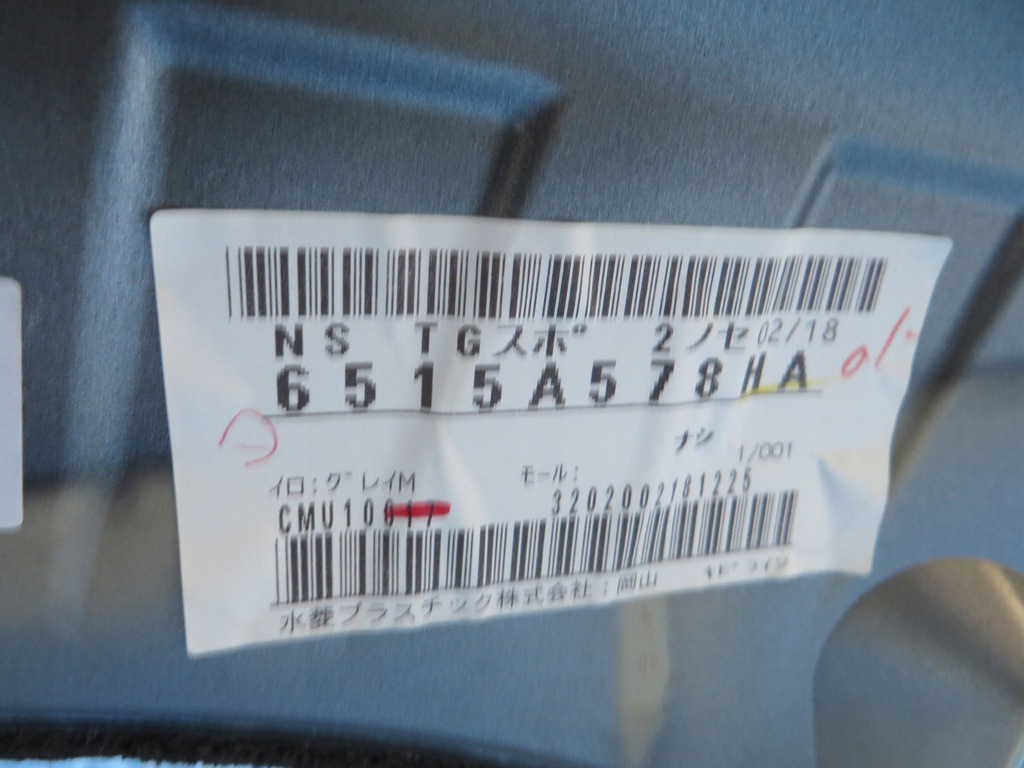 NS TGスポ 2ノセ 02/18
6515A578HA 01-
ナシ
1/001
イロ:グレイM モール:
CMU10017 3202002181225
水菱プラスチック株式会社:岡山